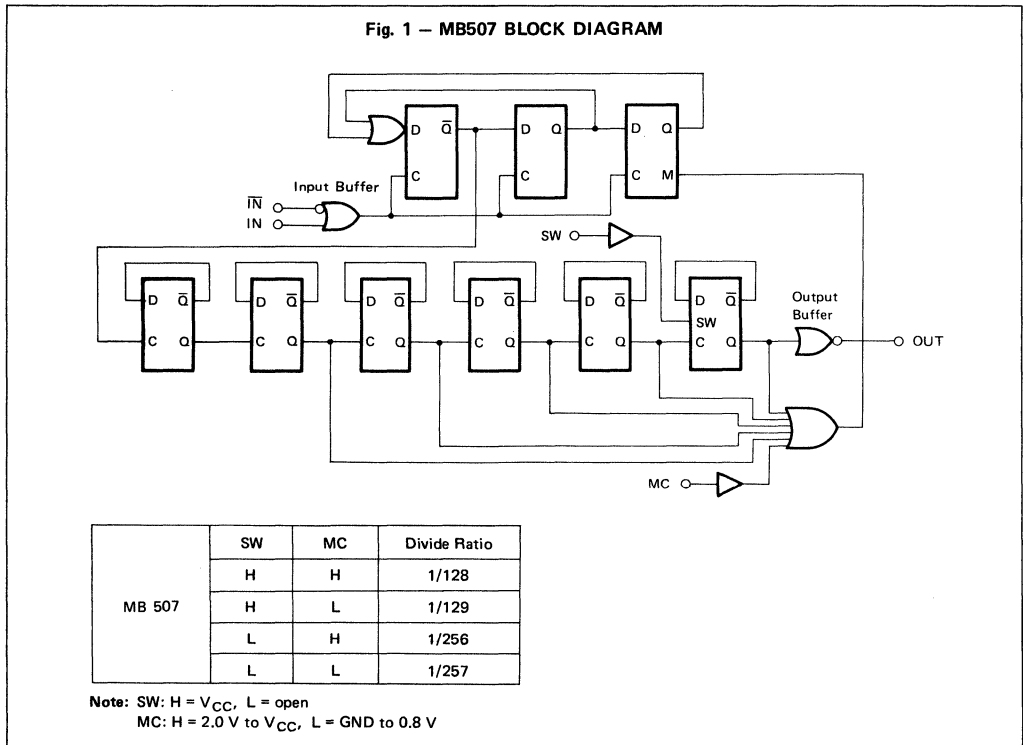 Fig. 1 — MB507 BLOCK DIAGRAM
D Q̅ D Q D Q
C C C M
Input Buffer
I̅N̅
IN
SW
D Q̅ D Q̅ D Q̅ D Q̅ D Q̅ D Q̅
Output
Buffer
SW
C Q C Q C Q C Q C Q C Q
OUT
MC
SW MC Divide Ratio
H H 1/128
MB 507 H L 1/129
L H 1/256
L L 1/257
Note: SW: H = VCC, L = open
MC: H = 2.0 V to VCC, L = GND to 0.8 V